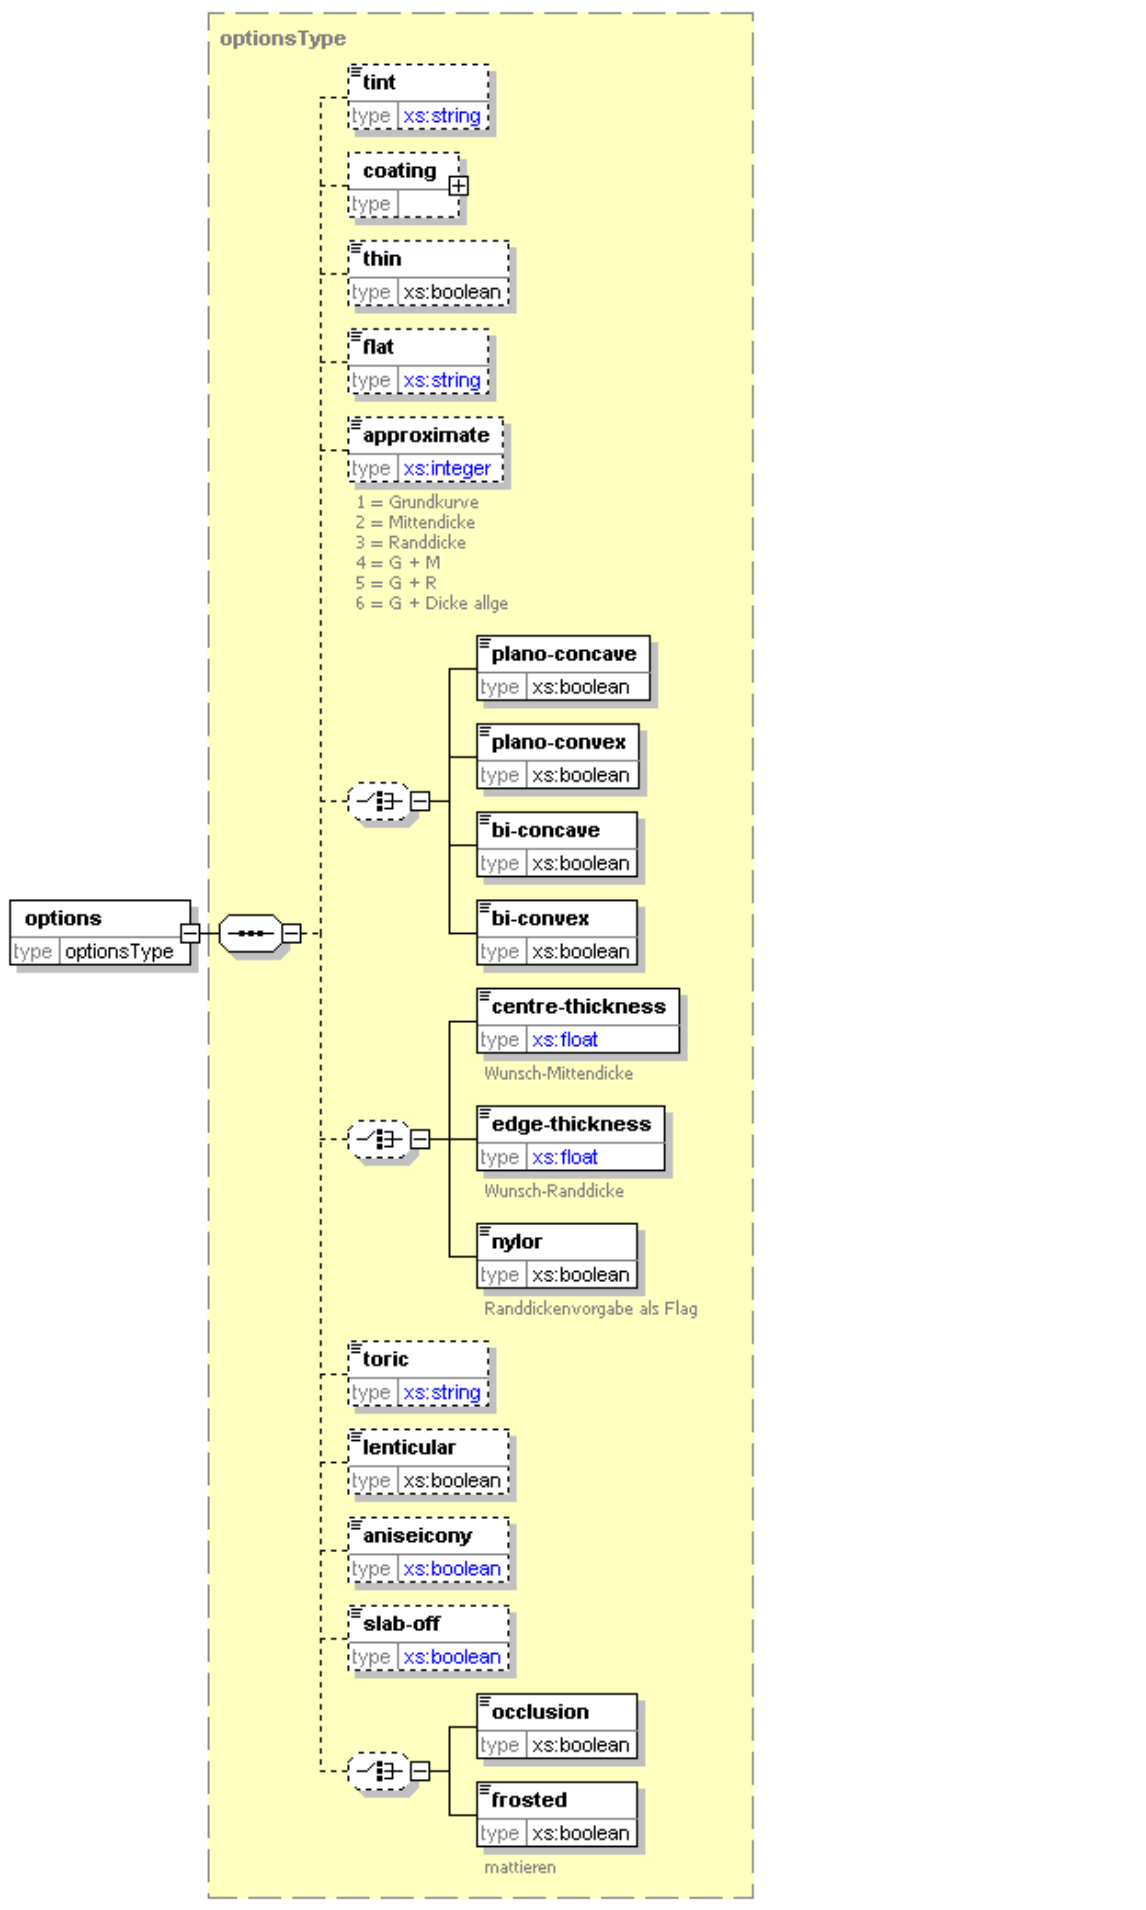 optionsType
tint
type xs:string
coating
type
thin
type xs:boolean
flat
type xs:string
approximate
type xs:integer
1 = Grundkurve
2 = Mittendicke
3 = Randdicke
4 = G + M
5 = G + R
6 = G + Dicke allge
plano-concave
type xs:boolean
plano-convex
type xs:boolean
bi-concave
type xs:boolean
options
type optionsType
bi-convex
type xs:boolean
centre-thickness
type xs:float
Wunsch-Mittendicke
edge-thickness
type xs:float
Wunsch-Randdicke
nylor
type xs:boolean
Randdickenvorgabe als Flag
toric
type xs:string
lenticular
type xs:boolean
aniseicony
type xs:boolean
slab-off
type xs:boolean
occlusion
type xs:boolean
frosted
type xs:boolean
mattieren